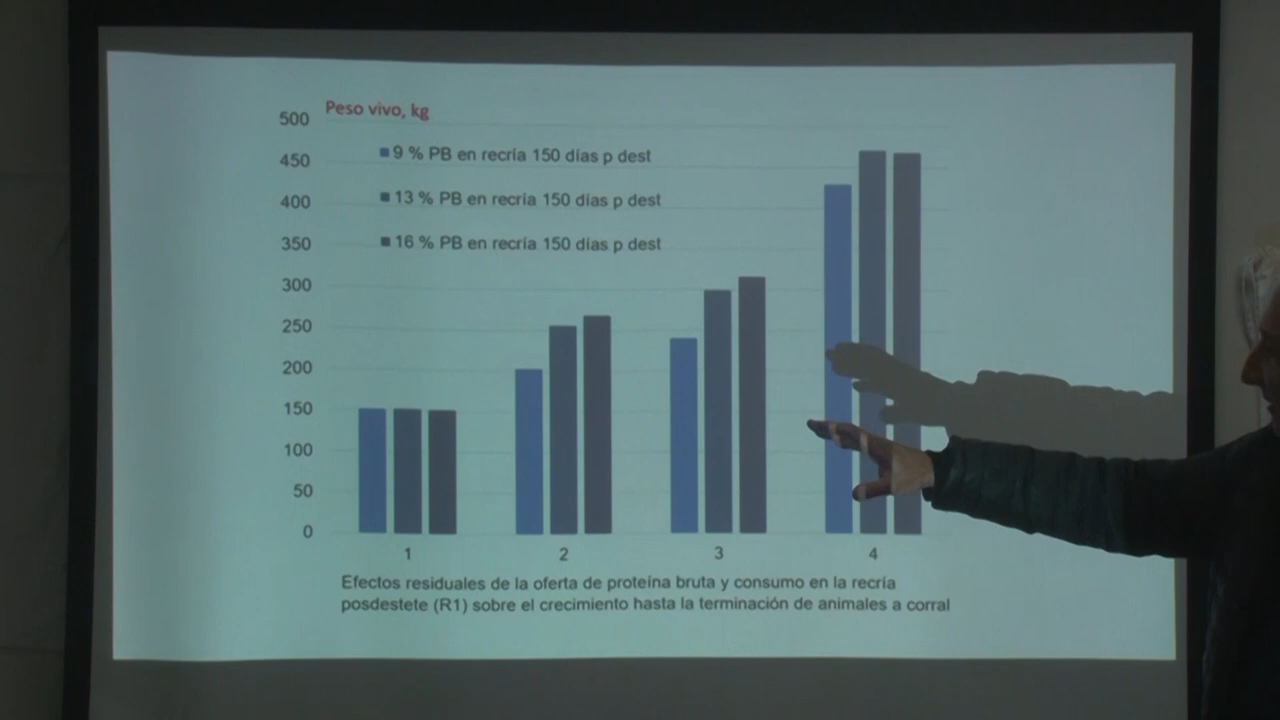 Peso vivo, kg
500
450
400
350
300
250
200
150
100
50
0
9 % PB en recría 150 días p dest
13 % PB en recría 150 días p dest
16 % PB en recría 150 días p dest
1 2 3 4
Efectos residuales de la oferta de proteína bruta y consumo en la recría
posdestete (R1) sobre el crecimiento hasta la terminación de animales a corral